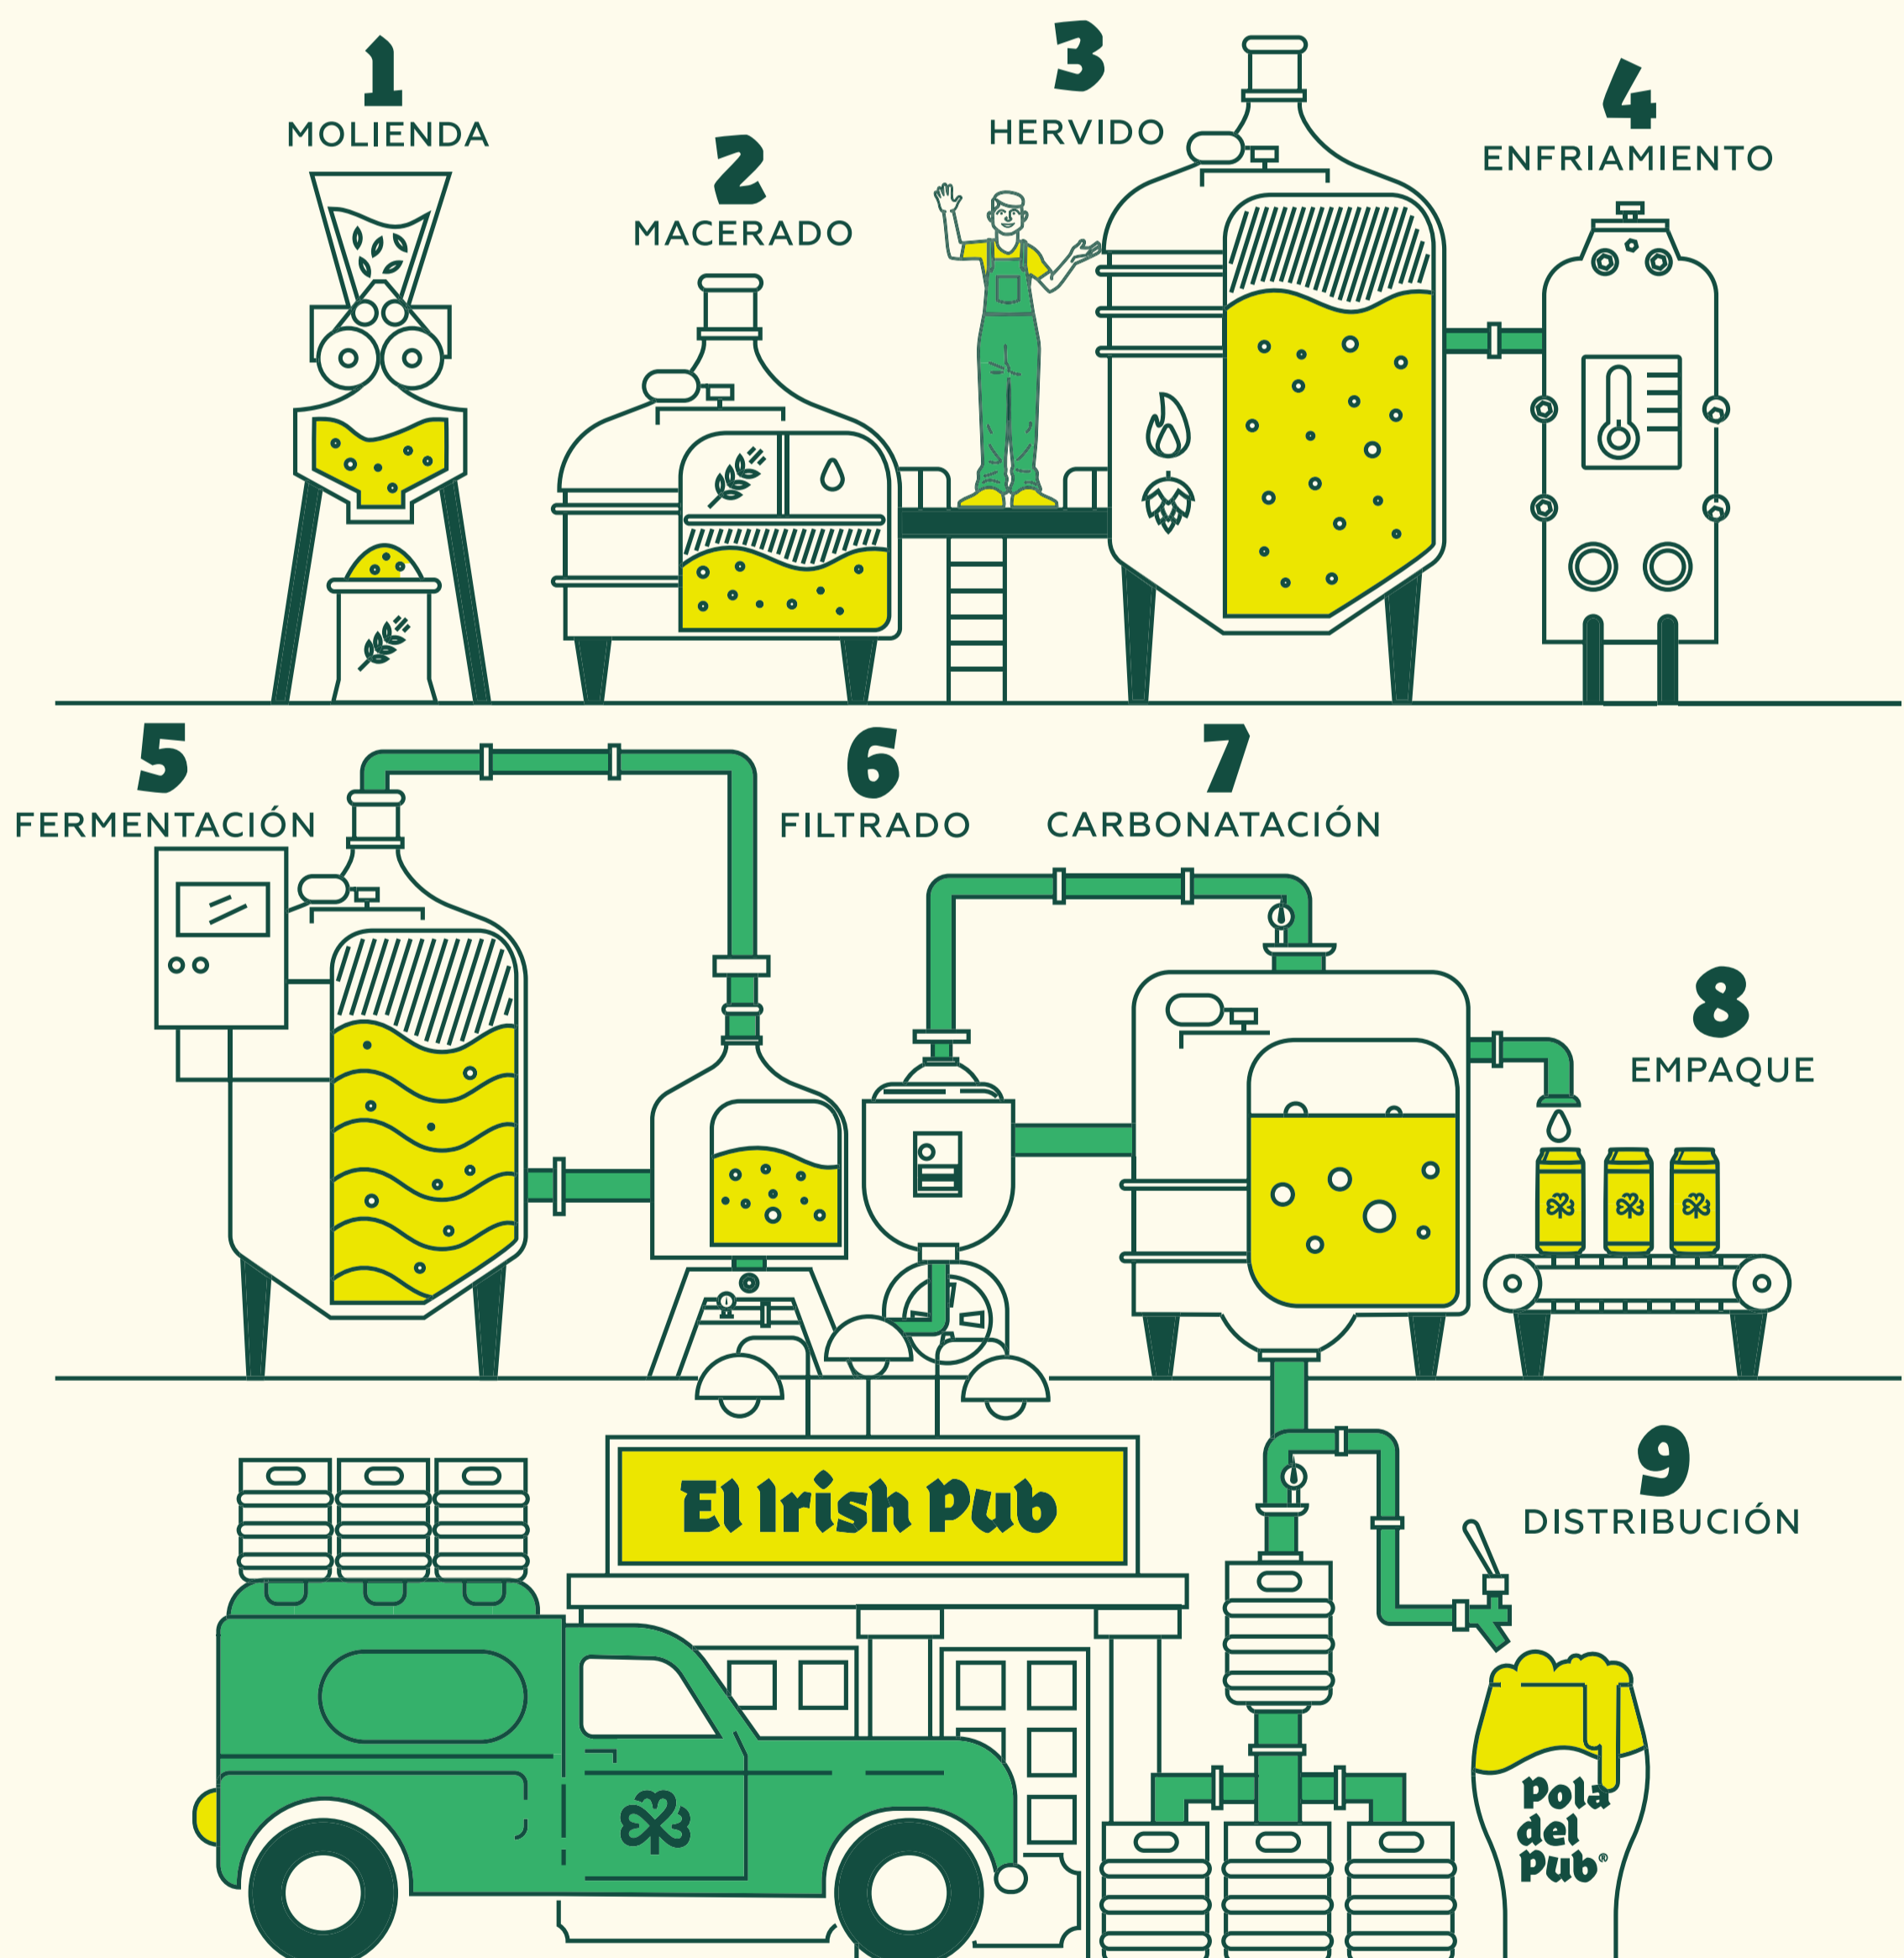 1
MOLIENDA
2
MACERADO
3
HERVIDO
4
ENFRIAMIENTO
5
FERMENTACIÓN
6
FILTRADO
7
CARBONATACIÓN
8
EMPAQUE
El Irish Pub
9
DISTRIBUCIÓN
Pola
del
Pub®